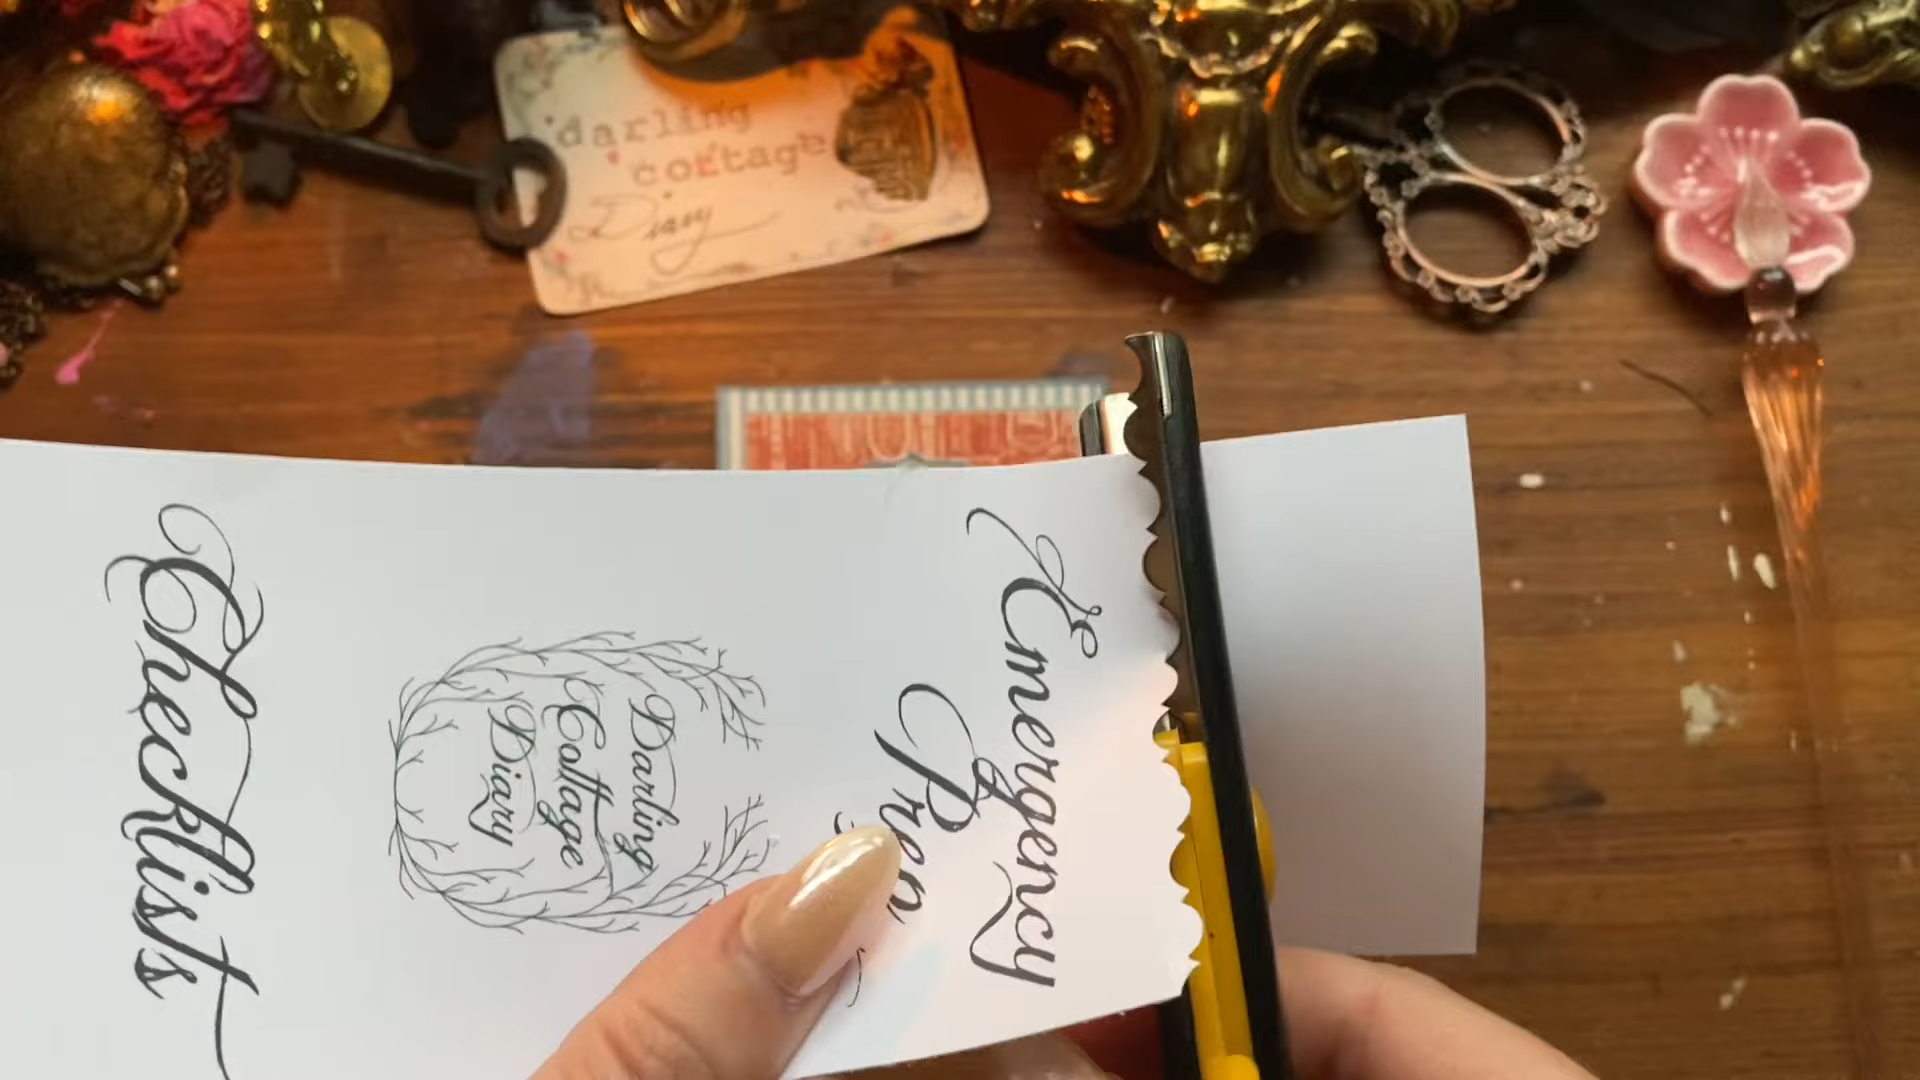 darling
cottage
Diary
Emergency
Prep
Darling
Cottage
Diary
Checklists